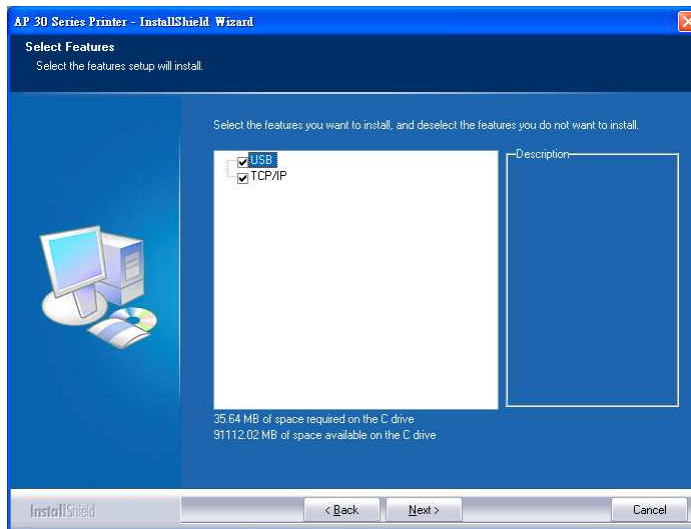 AP 30 Series Printer - InstallShield Wizard
Select Features
Select the features setup will install.
Select the features you want to install, and deselect the features you do not want to install.
USB
TCP/IP
Description
35.64 MB of space required on the C drive
91112.02 MB of space available on the C drive
InstallShield
< Back
Next >
Cancel